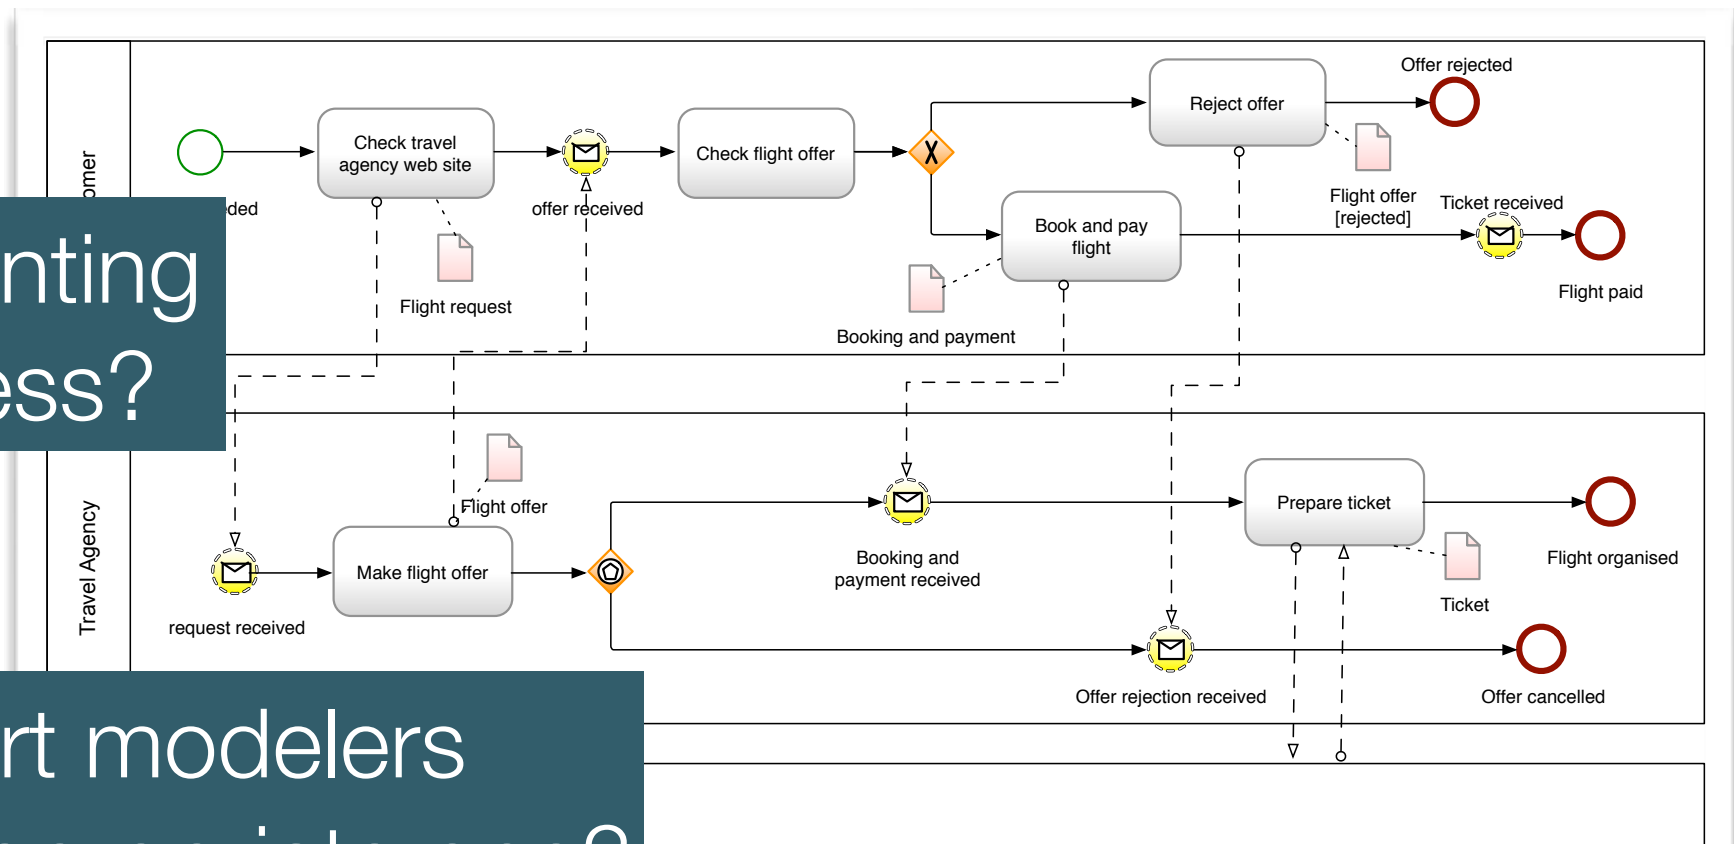 Offer rejected
Reject offer
Check travel
agency web site
Check flight offer
offer received
Flight offer
[rejected]
Ticket received
Book and pay
flight
Flight request
Flight paid
Booking and payment
nting
ess?
Flight offer
Prepare ticket
Travel Agency
Make flight offer
Booking and
payment received
Flight organised
Ticket
request received
Offer rejection received
Offer cancelled
rt modelers